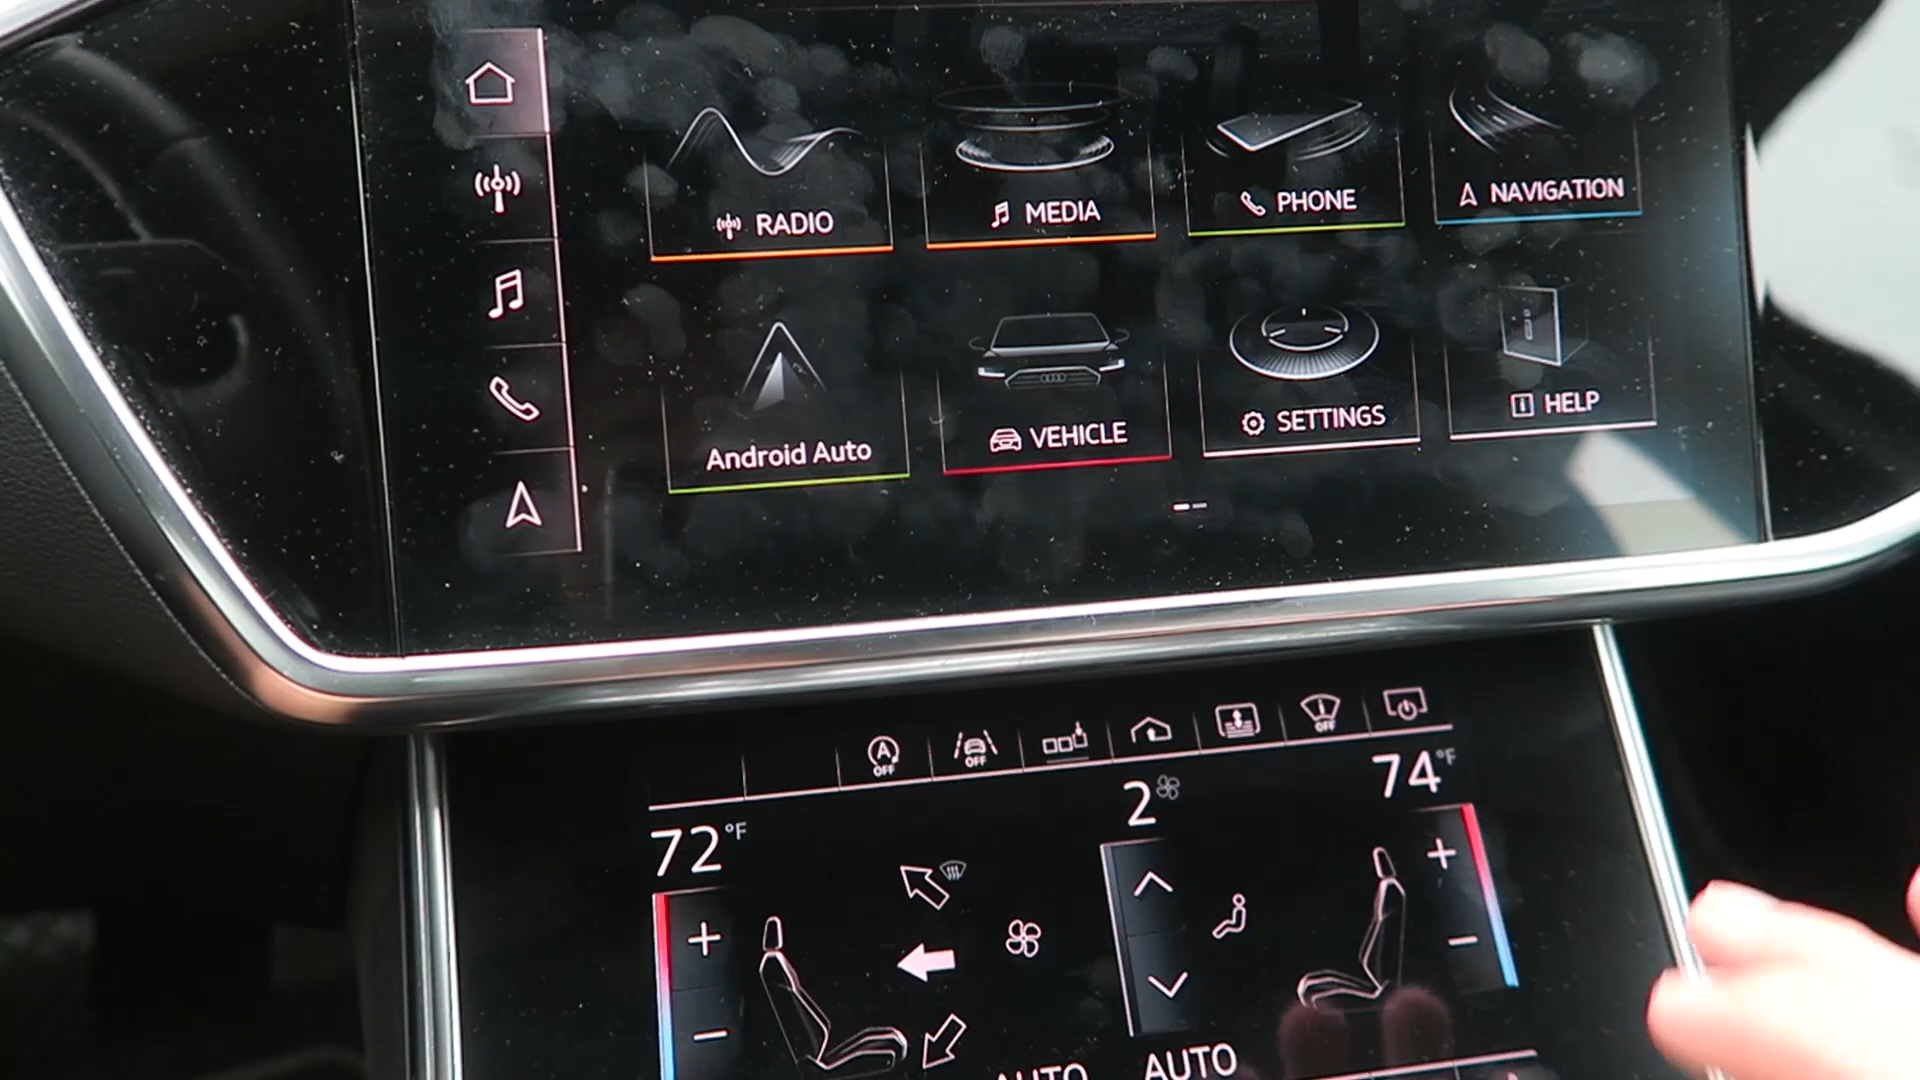 RADIO
MEDIA
PHONE
NAVIGATION
Android Auto
VEHICLE
SETTINGS
HELP
A
OFF
OFF
OFF
72 °F
2
74 °F
AUTO
AUTO